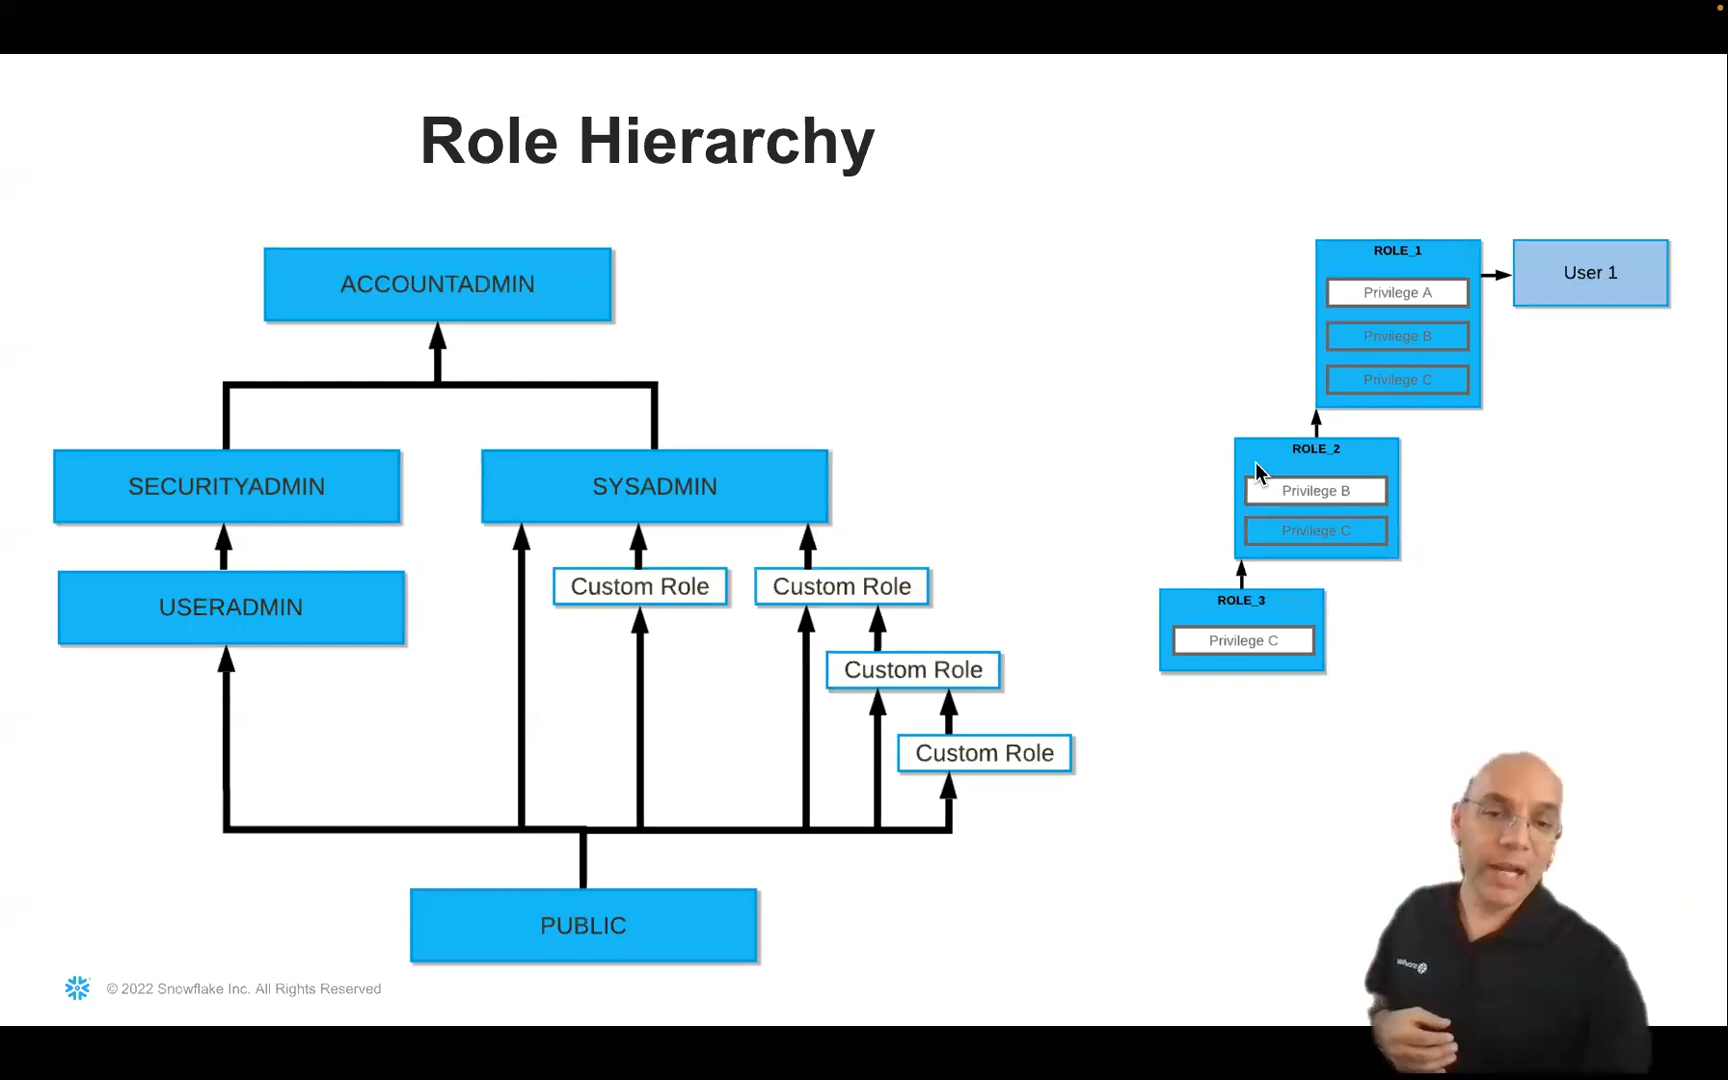 Role Hierarchy
ACCOUNTADMIN
SECURITYADMIN
SYSADMIN
USERADMIN
Custom Role
Custom Role
Custom Role
Custom Role
PUBLIC
ROLE_1
Privilege A
Privilege B
Privilege C
User 1
ROLE_2
Privilege B
Privilege C
ROLE_3
Privilege C
© 2022 Snowflake Inc. All Rights Reserved